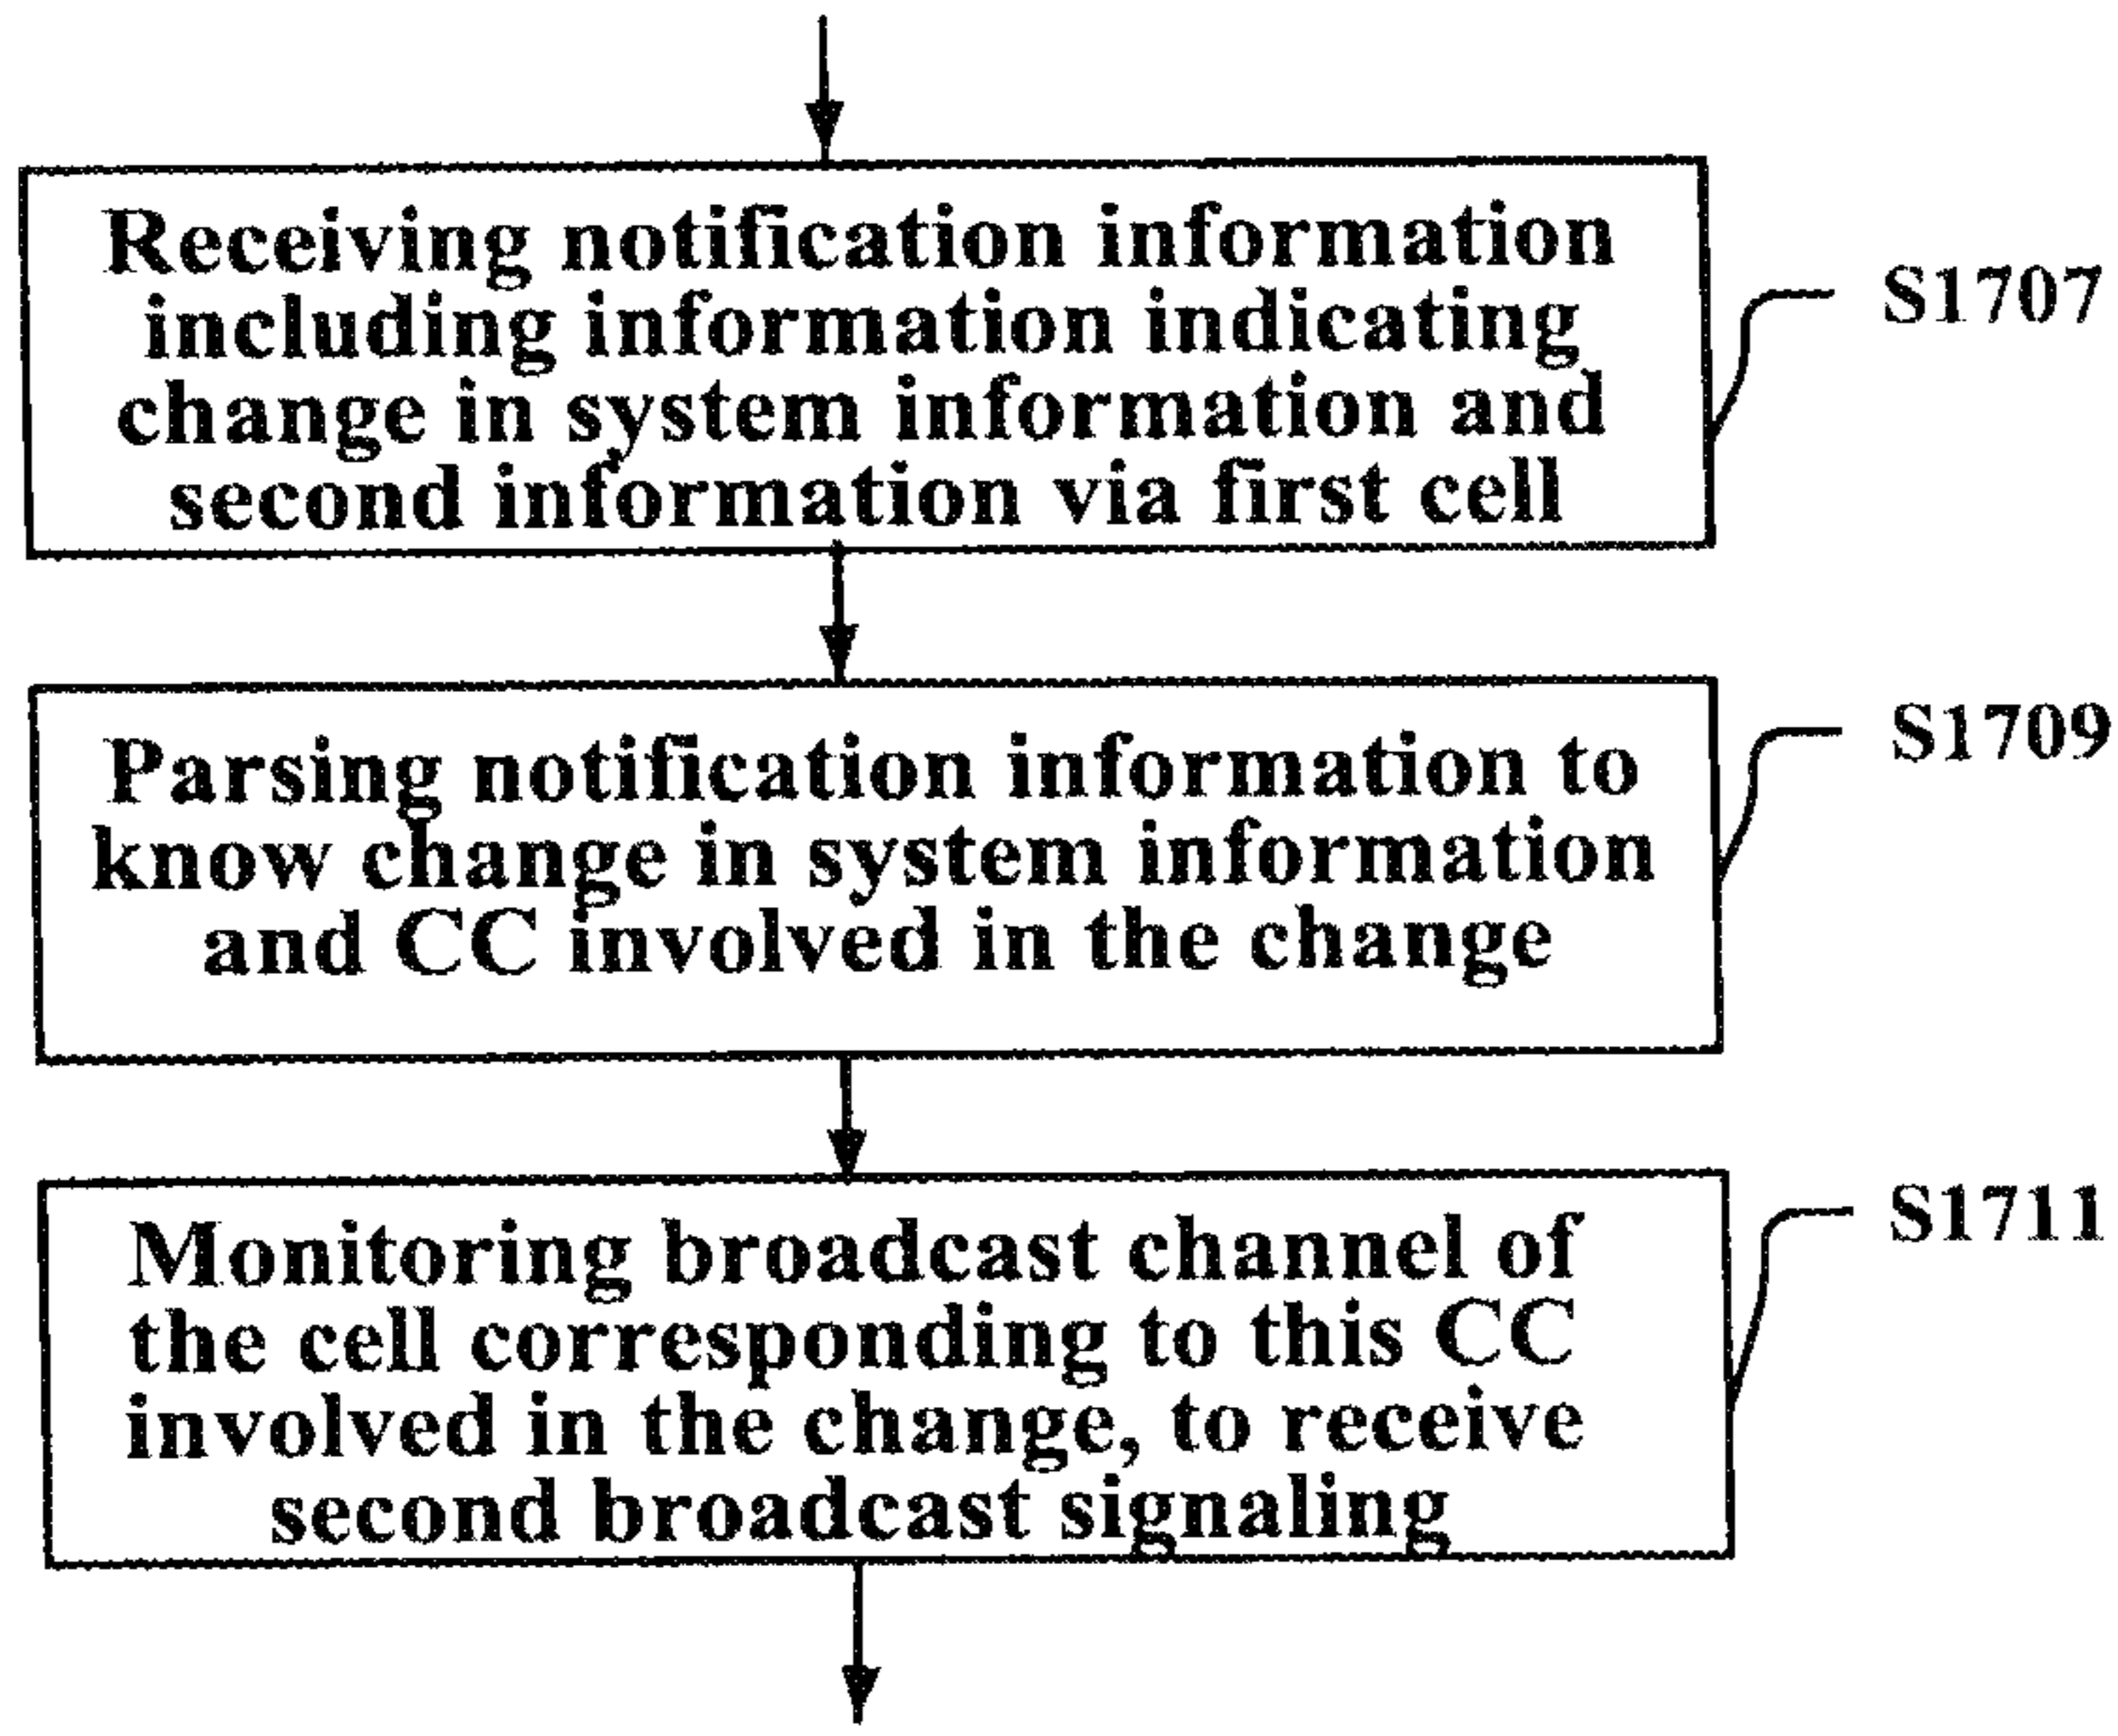 Receiving notification information
including information indicating
change in system information and
second information via first cell
S1707
Parsing notification information to
know change in system information
and CC involved in the change
S1709
Monitoring broadcast channel of
the cell corresponding to this CC
involved in the change, to receive
second broadcast signaling
S1711